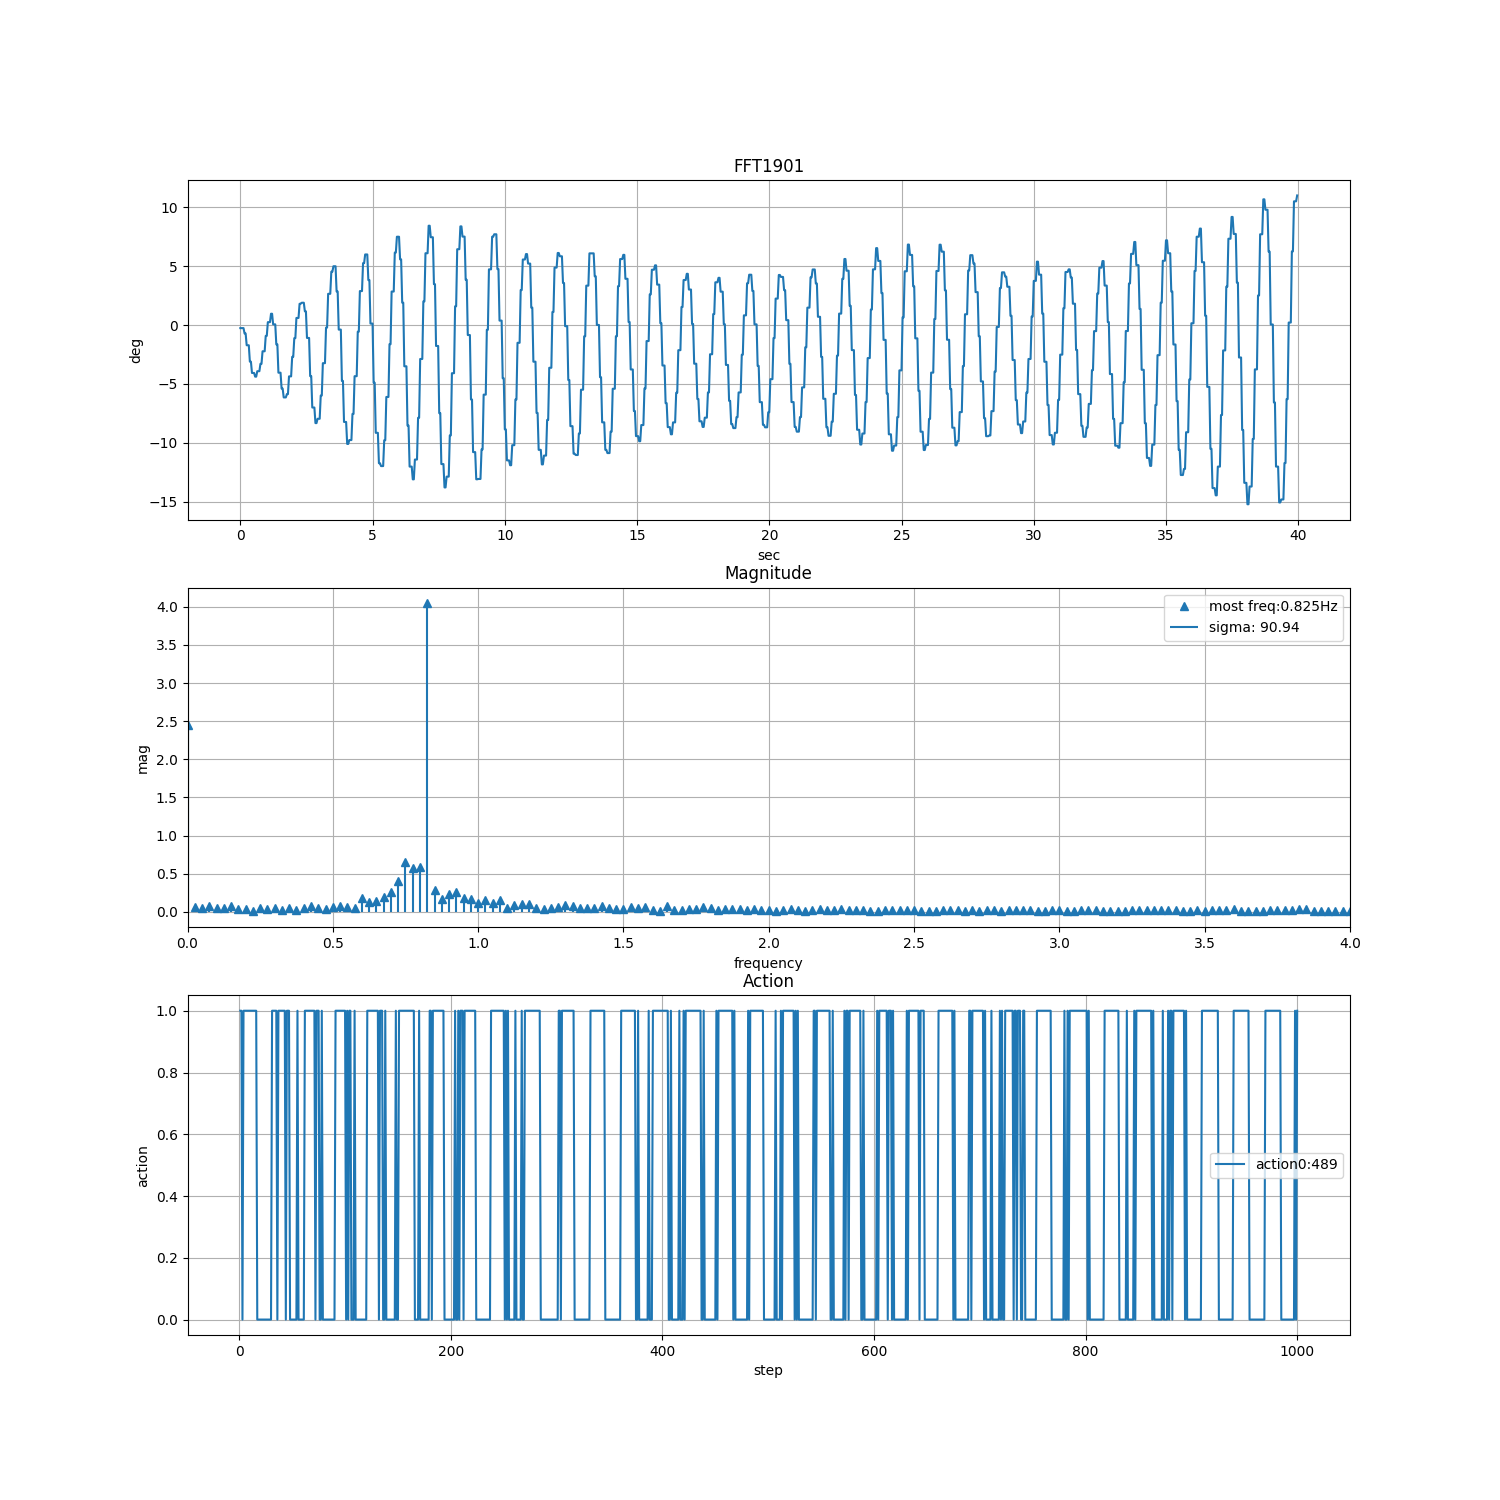 FFT1901
10
5
0
−5
−10
−15
deg
0 5 10 15 20 25 30 35 40
sec
Magnitude
4.0
3.5
3.0
2.5
2.0
1.5
1.0
0.5
0.0
mag
most freq:0.825Hz
sigma: 90.94
0.0 0.5 1.0 1.5 2.0 2.5 3.0 3.5 4.0
frequency
Action
1.0
0.8
0.6
0.4
0.2
0.0
action
action0:489
0 200 400 600 800 1000
step